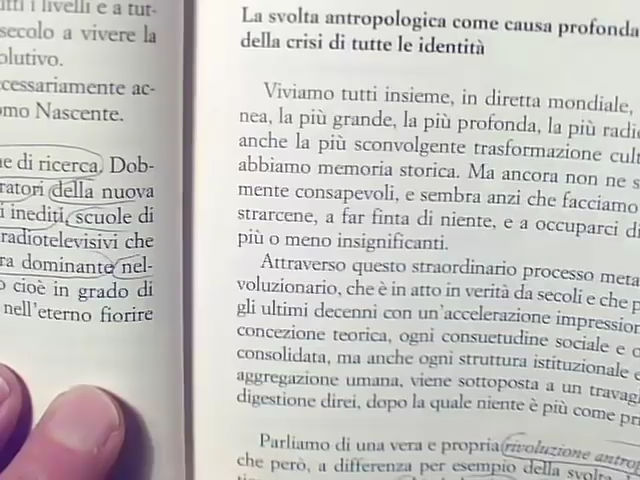 tti i livelli e a tut-
secolo a vivere la
olutivo.
cessariamente ac-
omo Nascente.
e di ricerca, Dob-
ratori della nuova
i inediti, scuole di
radiotelevisivi che
ra dominante nel-
o cioè in grado di
nell'eterno fiorire
La svolta antropologica come causa profonda
della crisi di tutte le identità
Viviamo tutti insieme, in diretta mondiale,
nea, la più grande, la più profonda, la più radi
anche la più sconvolgente trasformazione cult
abbiamo memoria storica. Ma ancora non ne s
mente consapevoli, e sembra anzi che facciamo
strarcene, a far finta di niente, e a occuparci di
più o meno insignificanti.
Attraverso questo straordinario processo meta
voluzionario, che è in atto in verità da secoli e che p
gli ultimi decenni con un'accelerazione impression
concezione teorica, ogni consuetudine sociale e c
consolidata, ma anche ogni struttura istituzionale e
aggregazione umana, viene sottoposta a un travagl
digestione direi, dopo la quale niente è più come pri
Parliamo di una vera e propria rivoluzione antrop
che però, a differenza per esempio della svolta